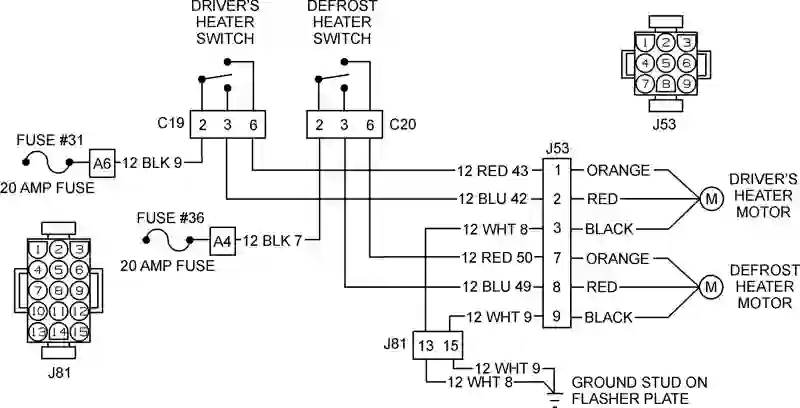 DRIVER'S
HEATER
SWITCH
DEFROST
HEATER
SWITCH
1 2 3
4 5 6
7 8 9
J53
C19 2 3 6
2 3 6 C20
FUSE #31
A6 12 BLK 9
20 AMP FUSE
J53
12 RED 43 1 ORANGE
12 BLU 42 2 RED
12 WHT 8 3 BLACK
M
DRIVER'S
HEATER
MOTOR
FUSE #36
A4 12 BLK 7
20 AMP FUSE
12 RED 50 7 ORANGE
12 BLU 49 8 RED
12 WHT 9 9 BLACK
M
DEFROST
HEATER
MOTOR
1 2 3
4 5 6
7 8 9
10 11 12
13 14 15
J81
J81 13 15
12 WHT 9
12 WHT 8
GROUND STUD ON
FLASHER PLATE